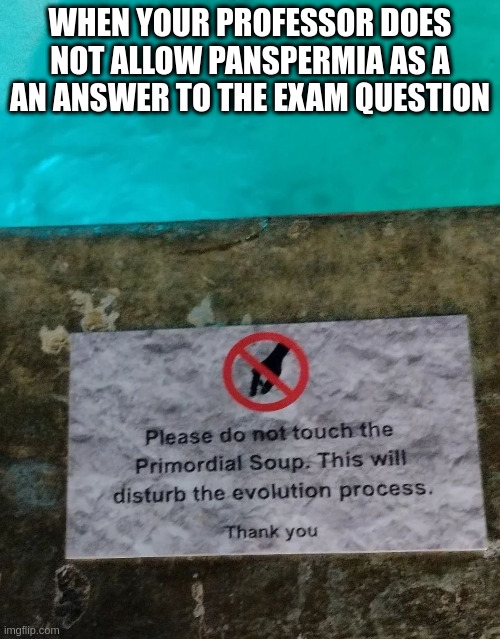 WHEN YOUR PROFESSOR DOES
NOT ALLOW PANSPERMIA AS A
AN ANSWER TO THE EXAM QUESTION
Please do not touch the
Primordial Soup. This will
disturb the evolution process.
Thank you
imgflip.com